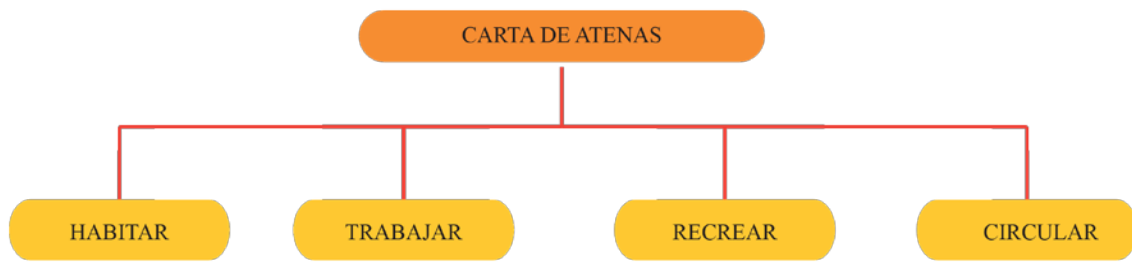 CARTA DE ATENAS
HABITAR
TRABAJAR
RECREAR
CIRCULAR